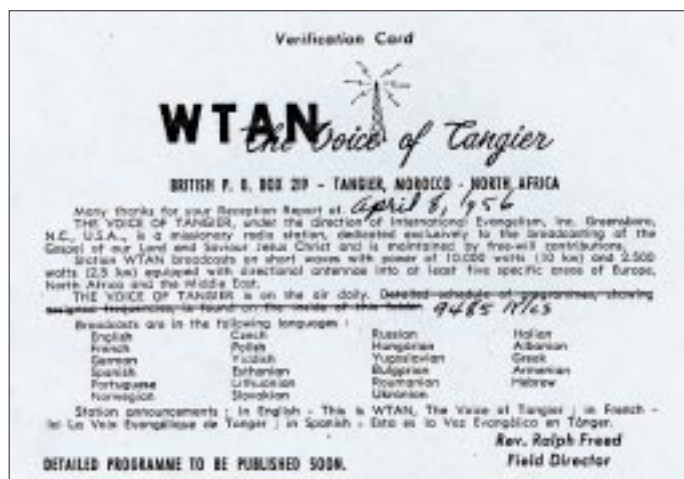 Verification Card
WTAN
the Voice of Tangier
BRITISH P. O. BOX 219 - TANGIER, MOROCCO - NORTH AFRICA
Many thanks for your Reception Report of April 8, 1956
THE VOICE OF TANGIER, under the direction of International Evangelism, Inc. Greensboro,
N.C., U.S.A., is a missionary radio station, dedicated exclusively to the broadcasting of the
Gospel of our Lord and Saviour Jesus Christ and is maintained by free-will contributions.
Station WTAN broadcasts on short waves with power of 10.000 watts (10 kw) and 2.500
watts (2,5 kw) equipped with directional antennae into at least five specific areas of Europe,
North Africa and the Middle East.
THE VOICE OF TANGIER is on the air daily. Detailed schedule of programmes, showing
assigned frequencies, is found on the inside of this folder. 9485
Broadcasts are in the following languages :
English Czech Russian Italian
French Polish Hungarian Albanian
German Yiddish Yugoslavian Greek
Spanish Esthonian Bulgarian Armenian
Portuguese Lithuanian Roumanian Hebrew
Norwegian Slovakian Ukranian
Station announcements ; in English - This is WTAN, The Voice of Tangier ; in French -
Ici La Voix Evangélique de Tanger ; in Spanish - Esta es la Voz Evangélica en Tánger.
Rev. Ralph Freed
DETAILED PROGRAMME TO BE PUBLISHED SOON. Field Director